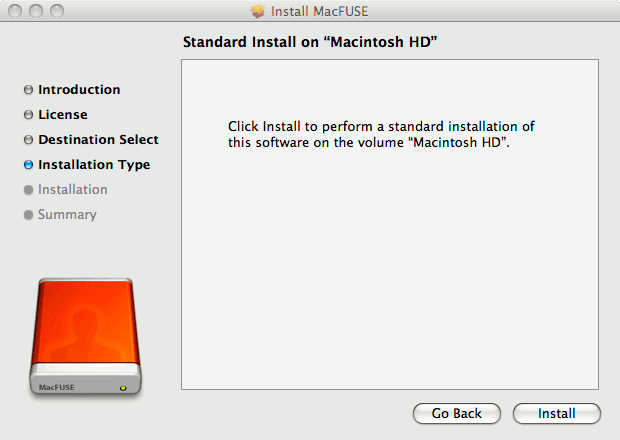 Install MacFUSE
Standard Install on “Macintosh HD”
Introduction
License
Destination Select
Installation Type
Installation
Summary
Click Install to perform a standard installation of
this software on the volume “Macintosh HD”.
MacFUSE
Go Back
Install